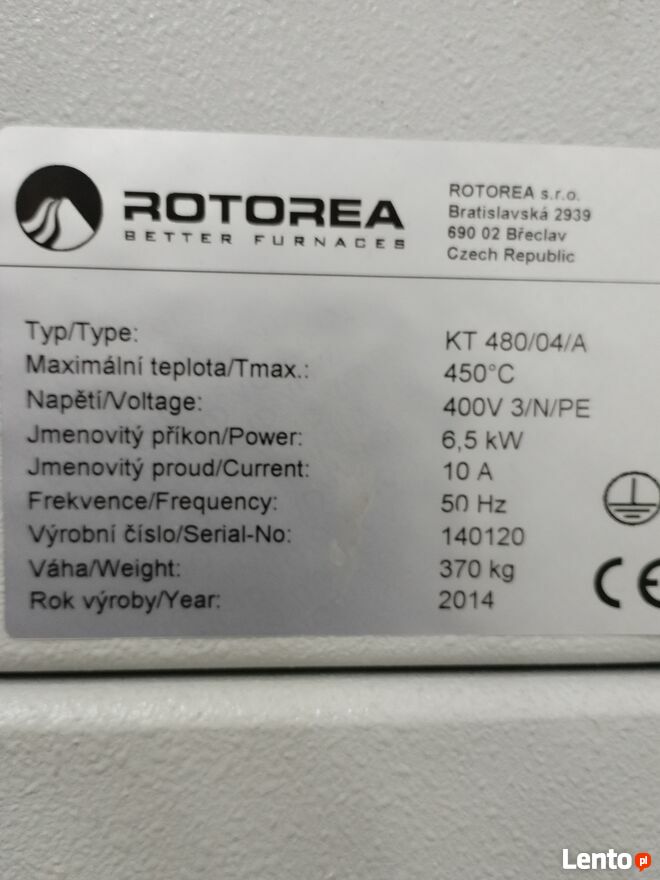 ROTOREA
BETTER FURNACES
ROTOREA s.r.o.
Bratislavská 2939
690 02 Břeclav
Czech Republic
Typ/Type: KT 480/04/A
Maximální teplota/Tmax.: 450°C
Napětí/Voltage: 400V 3/N/PE
Jmenovitý příkon/Power: 6,5 kW
Jmenovitý proud/Current: 10 A
Frekvence/Frequency: 50 Hz
Výrobní číslo/Serial-No: 140120
Váha/Weight: 370 kg
Rok výroby/Year: 2014
CE
Lento.pl